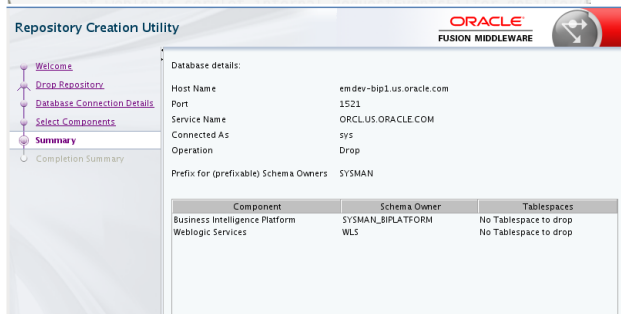 Repository Creation Utility
ORACLE
FUSION MIDDLEWARE
Welcome
Drop Repository
Database Connection Details
Select Components
Summary
Completion Summary
Database details:
Host Name emdev-bip1.us.oracle.com
Port 1521
Service Name ORCL.US.ORACLE.COM
Connected As sys
Operation Drop
Prefix for (prefixable) Schema Owners SYSMAN
Component Schema Owner Tablespaces
Business Intelligence Platform SYSMAN_BIPLATFORM No Tablespace to drop
Weblogic Services WLS No Tablespace to drop